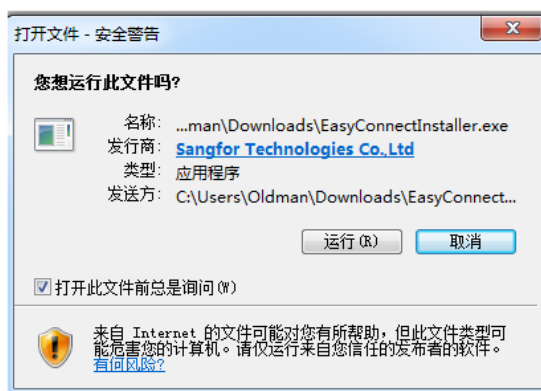 打开文件 - 安全警告
您想运行此文件吗?
名称: ...man\Downloads\EasyConnectInstaller.exe
发行商: Sangfor Technologies Co.,Ltd
类型: 应用程序
发送方: C:\Users\Oldman\Downloads\EasyConnect...
运行(R) 取消
打开此文件前总是询问(W)
来自 Internet 的文件可能对您有所帮助，但此文件类型可
能危害您的计算机。请仅运行来自您信任的发布者的软件。
有何风险?